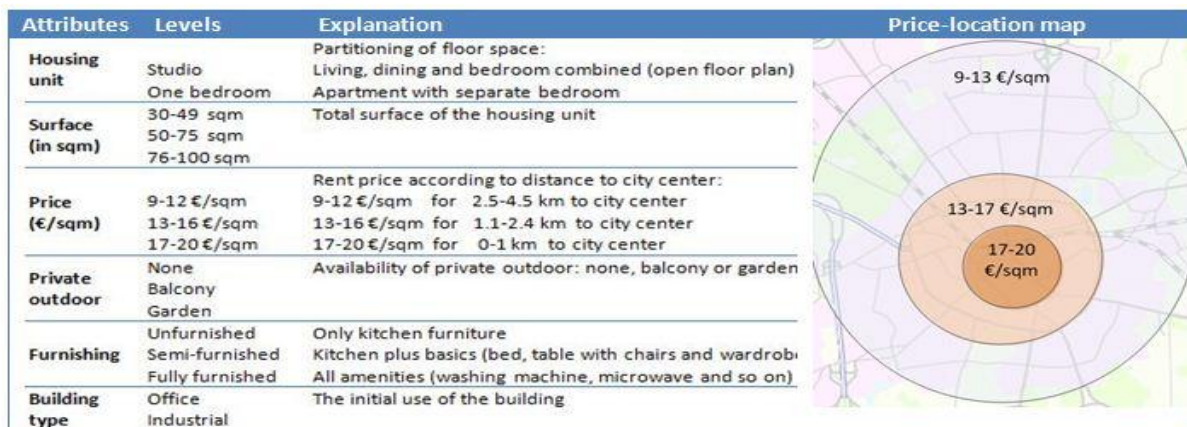 Attributes Levels Explanation Price-location map
Housing unit
Partitioning of floor space:
Studio Living, dining and bedroom combined (open floor plan)
One bedroom Apartment with separate bedroom
Surface (in sqm)
30-49 sqm Total surface of the housing unit
50-75 sqm
76-100 sqm
Price (€/sqm)
Rent price according to distance to city center:
9-12 €/sqm 9-12 €/sqm for 2.5-4.5 km to city center
13-16 €/sqm 13-16 €/sqm for 1.1-2.4 km to city center
17-20 €/sqm 17-20 €/sqm for 0-1 km to city center
Private outdoor
None Availability of private outdoor: none, balcony or garden
Balcony
Garden
Furnishing
Unfurnished Only kitchen furniture
Semi-furnished Kitchen plus basics (bed, table with chairs and wardrobe
Fully furnished All amenities (washing machine, microwave and so on)
Building type
Office The initial use of the building
Industrial
9-13 €/sqm
13-17 €/sqm
17-20
€/sqm